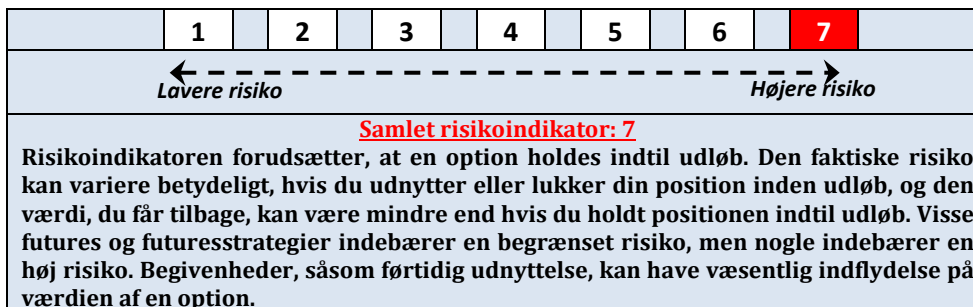 1 2 3 4 5 6 7
Lavere risiko Højere risiko
Samlet risikoindikator: 7
Risikoindikatoren forudsætter, at en option holdes indtil udløb. Den faktiske risiko
kan variere betydeligt, hvis du udnytter eller lukker din position inden udløb, og den
værdi, du får tilbage, kan være mindre end hvis du holdt positionen indtil udløb. Visse
futures og futuresstrategier indebærer en begrænset risiko, men nogle indebærer en
høj risiko. Begivenheder, såsom førtidig udnyttelse, kan have væsentlig indflydelse på
værdien af en option.